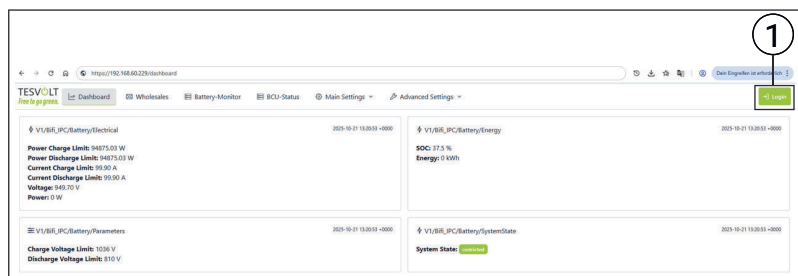 1
https://192.168.60.229/dashboard
Dein Eingreifen ist erforderlich
TESVOLT
Free to go green.
Dashboard
Wholesales
Battery-Monitor
BCU-Status
Main Settings
Advanced Settings
Login
V1/Bifi_IPC/Battery/Electrical
2025-10-21 13:20:53 +0000
Power Charge Limit: 94875.03 W
Power Discharge Limit: 94875.03 W
Current Charge Limit: 99.90 A
Current Discharge Limit: 99.90 A
Voltage: 949.70 V
Power: 0 W
V1/Bifi_IPC/Battery/Energy
2025-10-21 13:20:53 +0000
SOC: 37.5 %
Energy: 0 kWh
V1/Bifi_IPC/Battery/Parameters
2025-10-21 13:20:53 +0000
Charge Voltage Limit: 1036 V
Discharge Voltage Limit: 810 V
V1/Bifi_IPC/Battery/SystemState
2025-10-21 13:20:53 +0000
System State: